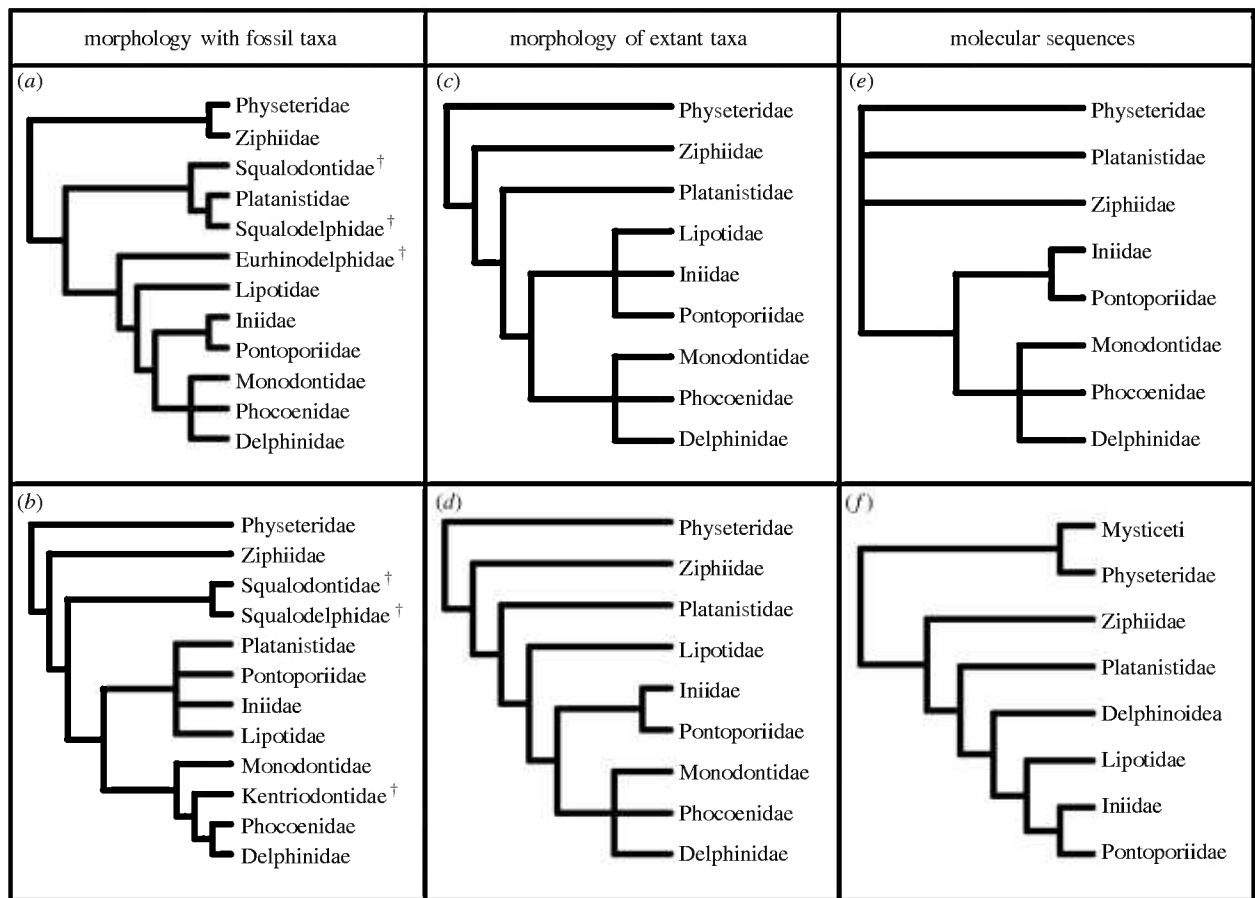 morphology with fossil taxa
morphology of extant taxa
molecular sequences
(a)
Physeteridae
Ziphiidae
Squalodontidae†
Platanistidae
Squalodelphidae†
Eurhinodelphidae†
Lipotidae
Iniidae
Pontoporiidae
Monodontidae
Phocoenidae
Delphinidae
(c)
Physeteridae
Ziphiidae
Platanistidae
Lipotidae
Iniidae
Pontoporiidae
Monodontidae
Phocoenidae
Delphinidae
(e)
Physeteridae
Platanistidae
Ziphiidae
Iniidae
Pontoporiidae
Monodontidae
Phocoenidae
Delphinidae
(b)
Physeteridae
Ziphiidae
Squalodontidae†
Squalodelphidae†
Platanistidae
Pontoporiidae
Iniidae
Lipotidae
Monodontidae
Kentriodontidae†
Phocoenidae
Delphinidae
(d)
Physeteridae
Ziphiidae
Platanistidae
Lipotidae
Iniidae
Pontoporiidae
Monodontidae
Phocoenidae
Delphinidae
(f)
Mysticeti
Physeteridae
Ziphiidae
Platanistidae
Delphinoidea
Lipotidae
Iniidae
Pontoporiidae